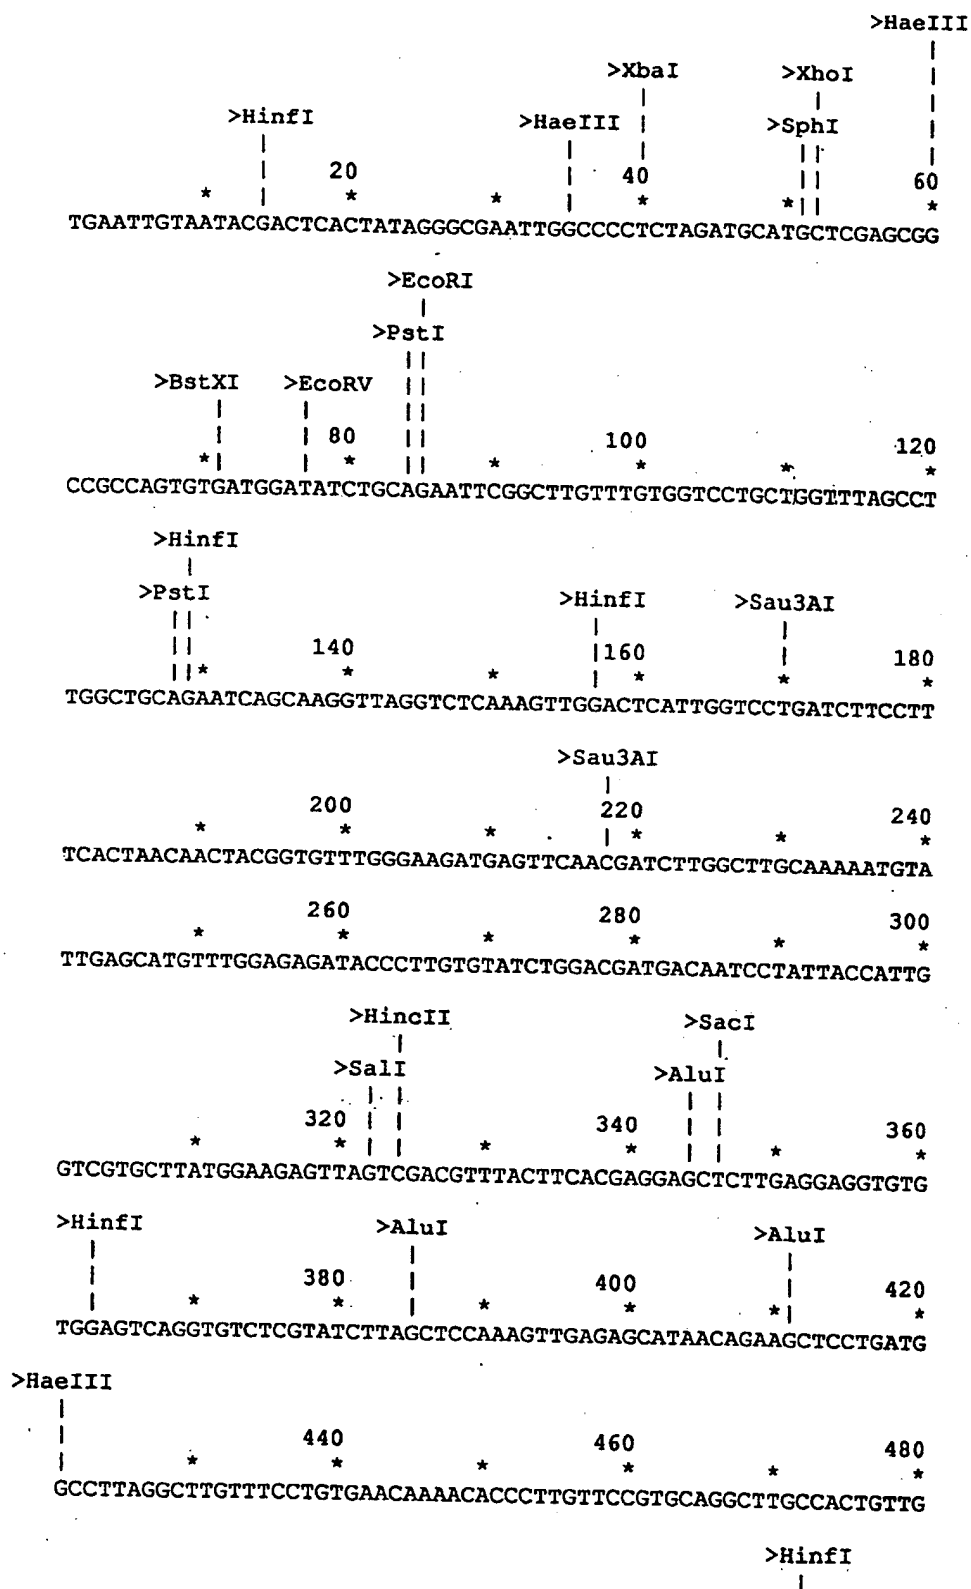 >HaeIII
>XbaI >XhoI
>HinfI >HaeIII >SphI
20 40 60
* * * * * *
TGAATTGTAATACGACTCACTATAGGGCGAATTGGCCCCTCTAGATGCATGCTCGAGCGG
>EcoRI
>PstI
>BstXI >EcoRV
80 100 120
* * * * * *
CCGCCAGTGTGATGGATATCTGCAGAATTCGGCTTGTTTGTGGTCCTGCTGGTTTAGCCT
>HinfI
>PstI >HinfI >Sau3AI
140 160 180
* * * * * *
TGGCTGCAGAATCAGCAAGGTTAGGTCTCAAAGTTGGACTCATTGGTCCTGATCTTCCTT
>Sau3AI
200 220 240
* * * * * *
TCACTAACAACTACGGTGTTTGGGAAGATGAGTTCAACGATCTTGGCTTGCAAAAATGTA
260 280 300
* * * * * *
TTGAGCATGTTTGGAGAGATACCCTTGTGTATCTGGACGATGACAATCCTATTACCATTG
>HincII >SacI
>SalI >AluI
320 340 360
* * * * * *
GTCGTGCTTATGGAAGAGTTAGTCGACGTTTACTTCACGAGGAGCTCTTGAGGAGGTGTG
>HinfI >AluI >AluI
380 400 420
* * * * * *
TGGAGTCAGGTGTCTCGTATCTTAGCTCCAAAGTTGAGAGCATAACAGAAGCTCCTGATG
>HaeIII
440 460 480
* * * * * *
GCCTTAGGCTTGTTTCCTGTGAACAAAACACCCTTGTTCCGTGCAGGCTTGCCACTGTTG
>HinfI